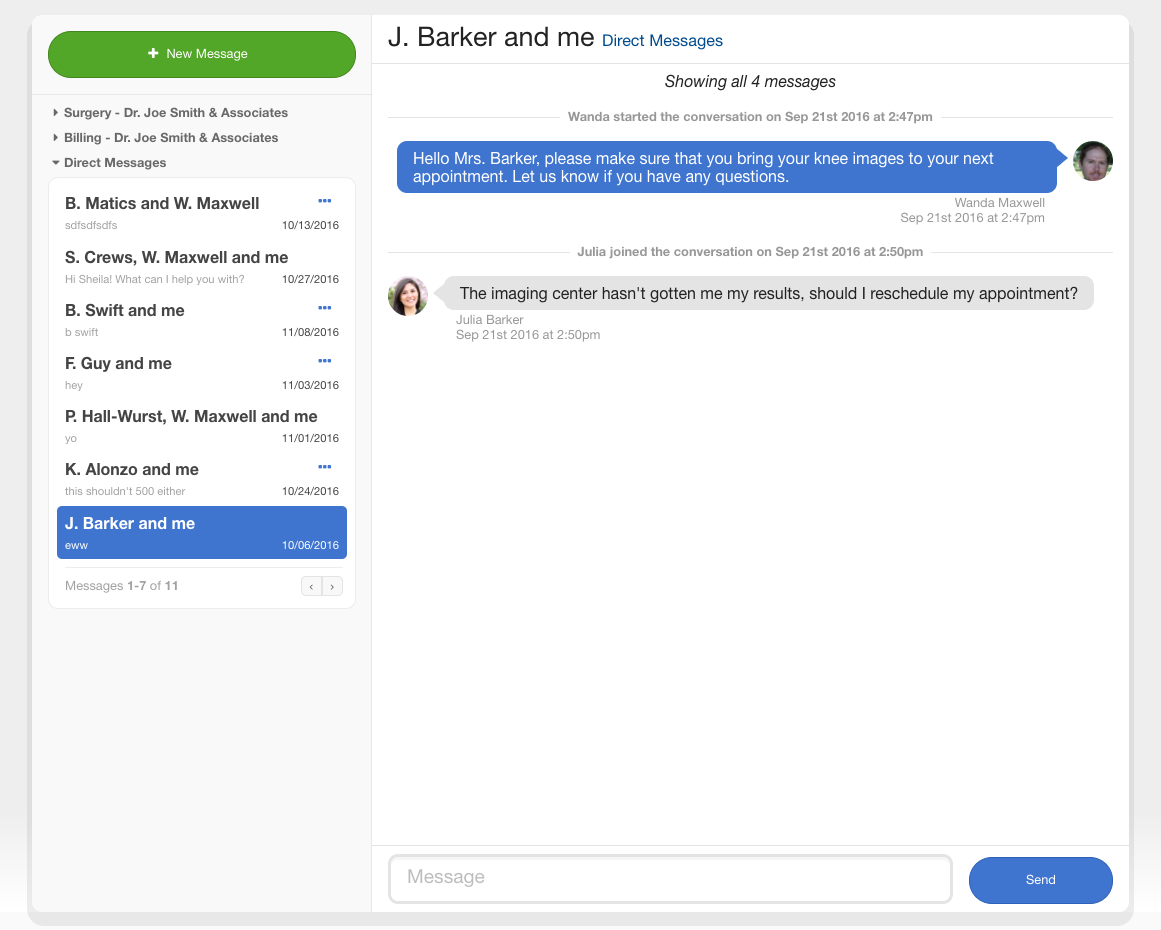 New Message
Surgery - Dr. Joe Smith & Associates
Billing - Dr. Joe Smith & Associates
Direct Messages
B. Matics and W. Maxwell
sdfsdfsdfs 10/13/2016
S. Crews, W. Maxwell and me
Hi Sheila! What can I help you with? 10/27/2016
B. Swift and me
b swift 11/08/2016
F. Guy and me
hey 11/03/2016
P. Hall-Wurst, W. Maxwell and me
yo 11/01/2016
K. Alonzo and me
this shouldn't 500 either 10/24/2016
J. Barker and me
eww 10/06/2016
Messages 1-7 of 11
J. Barker and me Direct Messages
Showing all 4 messages
Wanda started the conversation on Sep 21st 2016 at 2:47pm
Hello Mrs. Barker, please make sure that you bring your knee images to your next
appointment. Let us know if you have any questions.
Wanda Maxwell
Sep 21st 2016 at 2:47pm
Julia joined the conversation on Sep 21st 2016 at 2:50pm
The imaging center hasn't gotten me my results, should I reschedule my appointment?
Julia Barker
Sep 21st 2016 at 2:50pm
Message
Send